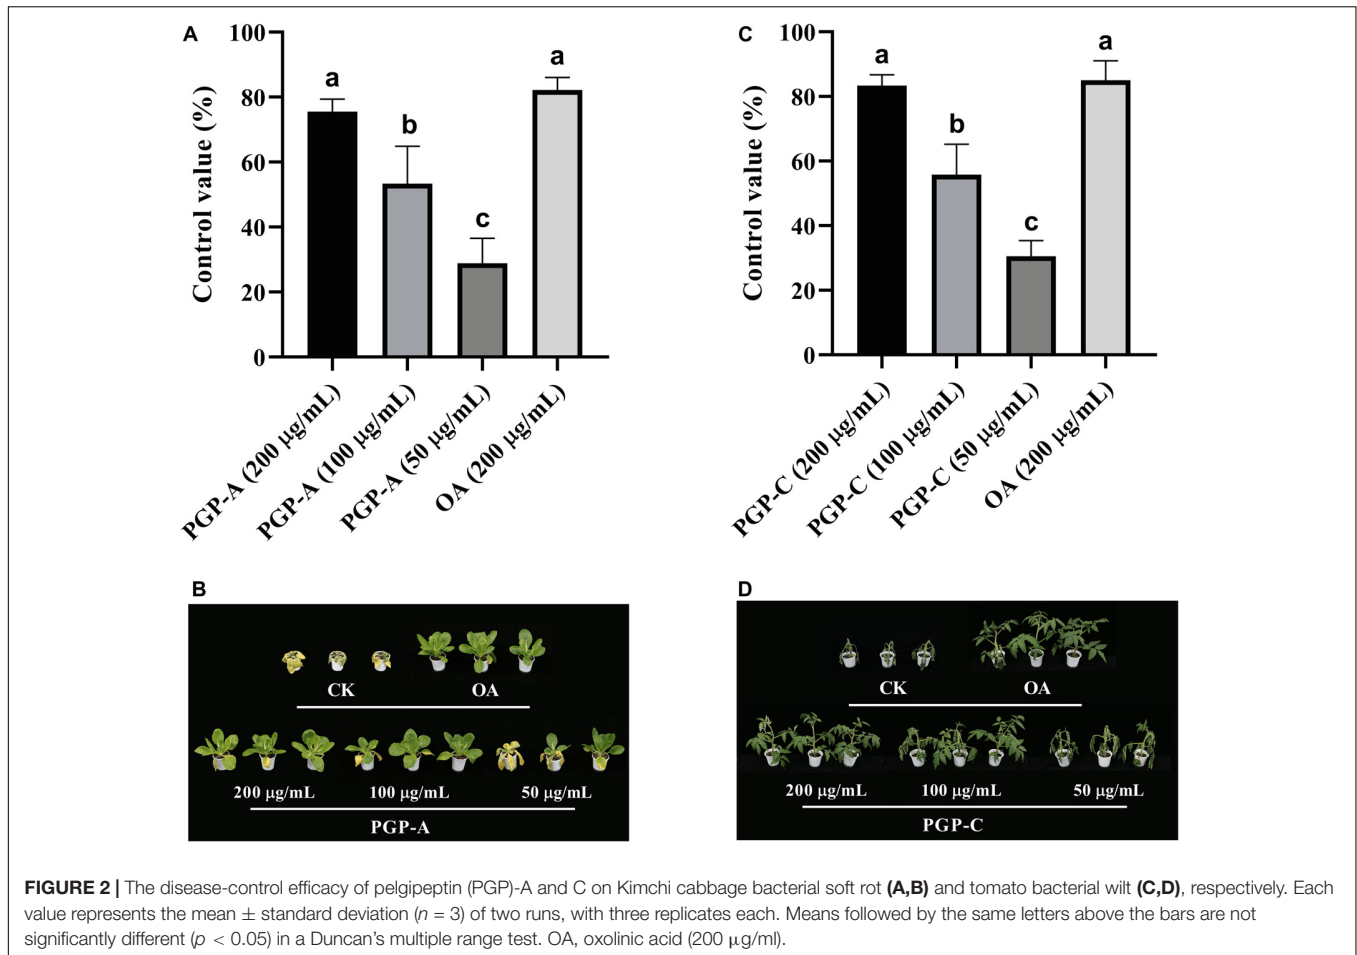 A
Control value (%)
100
80
60
40
20
0
a
b
c
a
PGP-A (200 μg/mL)
PGP-A (100 μg/mL)
PGP-A (50 μg/mL)
OA (200 μg/mL)
C
Control value (%)
100
80
60
40
20
0
a
b
c
a
PGP-C (200 μg/mL)
PGP-C (100 μg/mL)
PGP-C (50 μg/mL)
OA (200 μg/mL)
B
CK OA
200 μg/mL 100 μg/mL 50 μg/mL
PGP-A
D
CK OA
200 μg/mL 100 μg/mL 50 μg/mL
PGP-C
FIGURE 2 | The disease-control efficacy of pelgipeptin (PGP)-A and C on Kimchi cabbage bacterial soft rot (A,B) and tomato bacterial wilt (C,D), respectively. Each
value represents the mean ± standard deviation (n = 3) of two runs, with three replicates each. Means followed by the same letters above the bars are not
significantly different (p < 0.05) in a Duncan's multiple range test. OA, oxolinic acid (200 μg/ml).